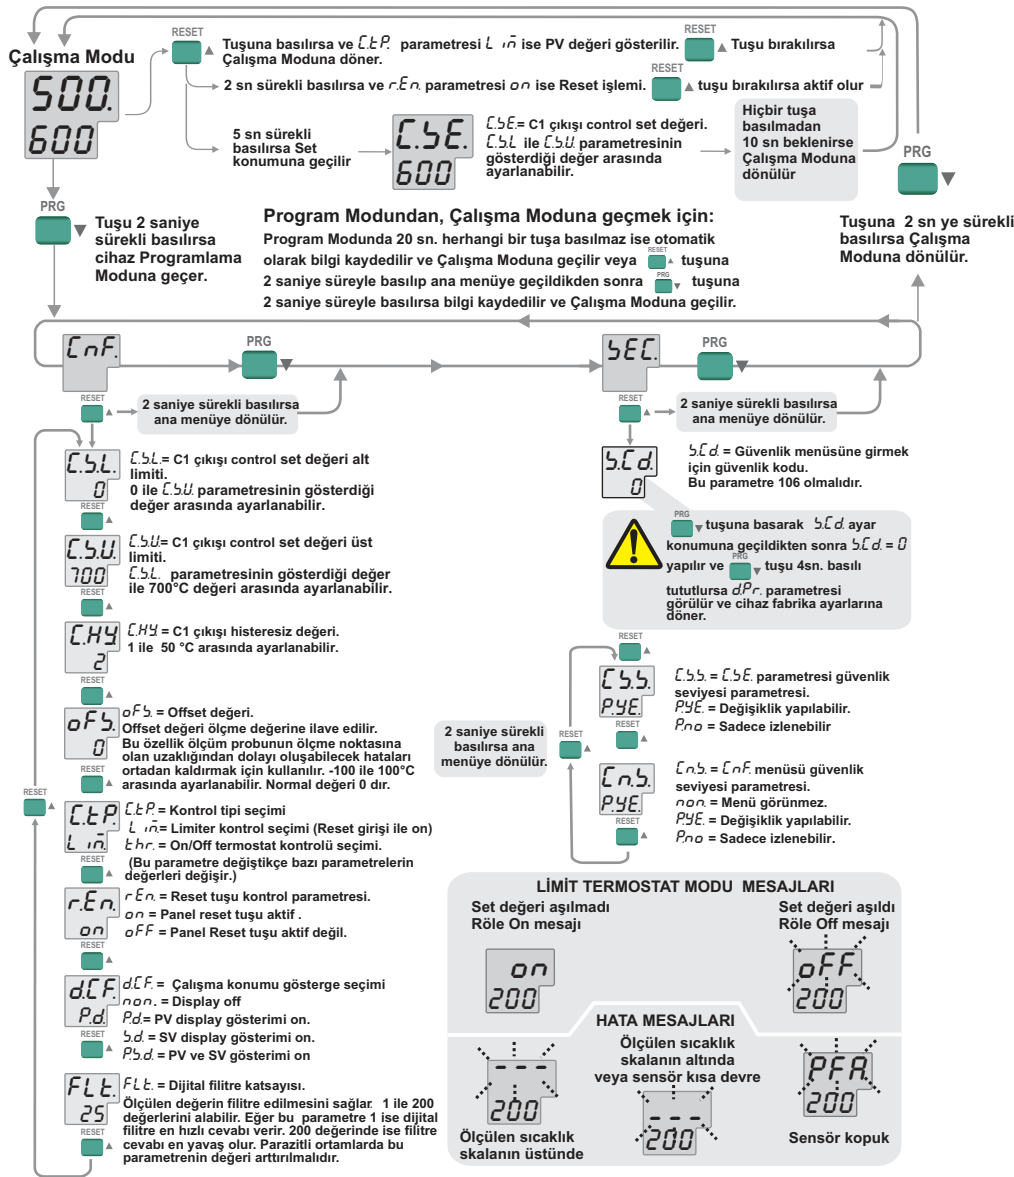 RESET
Tuşuna basılırsa ve C.tP. parametresi L im ise PV değeri gösterilir.
RESET
Tuşu bırakılırsa
Çalışma Moduna döner.
Çalışma Modu
500.
600
RESET
2 sn sürekli basılırsa ve r.En. parametresi on ise Reset işlemi.
tuşu bırakılırsa aktif olur
5 sn sürekli
basılırsa Set
konumuna geçilir
C.SE.
600
C.SE.= C1 çıkışı control set değeri.
C.S.L ile C.S.U. parametresinin
gösterdiği değer arasında
ayarlanabilir.
Hiçbir tuşa
basılmadan
10 sn beklenirse
Çalışma Moduna
dönülür
PRG
Tuşuna 2 sn ye sürekli
basılırsa Çalışma
Moduna dönülür.
PRG
Tuşu 2 saniye
sürekli basılırsa
cihaz Programlama
Moduna geçer.
Program Modundan, Çalışma Moduna geçmek için:
Program Modunda 20 sn. herhangi bir tuşa basılmaz ise otomatik
RESET
olarak bilgi kaydedilir ve Çalışma Moduna geçilir veya tuşuna
PRG
2 saniye süreyle basılıp ana menüye geçildikten sonra tuşuna
2 saniye süreyle basılırsa bilgi kaydedilir ve Çalışma Moduna geçilir.
CnF.
PRG
RESET
2 saniye sürekli basılırsa
ana menüye dönülür.
SEC.
PRG
RESET
2 saniye sürekli basılırsa
ana menüye dönülür.
C.S.L.
0
C.S.L.= C1 çıkışı control set değeri alt
limiti.
0 ile C.S.U. parametresinin gösterdiği
değer arasında ayarlanabilir.
RESET
C.S.U.
700
C.S.U.= C1 çıkışı control set değeri üst
limiti.
C.S.L. parametresinin gösterdiği değer
ile 700°C değeri arasında ayarlanabilir.
RESET
C.HY.
2
C.HY. = C1 çıkışı histeresiz değeri.
1 ile 50 °C arasında ayarlanabilir.
RESET
oFS.
0
oFS. = Offset değeri.
Offset değeri ölçme değerine ilave edilir.
Bu özellik ölçüm probunun ölçme noktasına
olan uzaklığından dolayı oluşabilecek hataları
ortadan kaldırmak için kullanılır. -100 ile 100°C
arasında ayarlanabilir. Normal değeri 0 dır.
RESET
RESET
C.tP.
L im.
C.tP. = Kontrol tipi seçimi
L im.= Limiter kontrol seçimi (Reset girişi ile on)
thr. = On/Off termostat kontrolü seçimi.
(Bu parametre değiştikçe bazı parametrelerin
değerleri değişir.)
RESET
r.En.
on
r.En. = Reset tuşu kontrol parametresi.
on = Panel reset tuşu aktif .
oFF = Panel Reset tuşu aktif değil.
RESET
d.CF.
P.d.
d.CF. = Çalışma konumu gösterge seçimi
non. = Display off
P.d.= PV display gösterimi on.
S.d. = SV display gösterimi on.
P.S.d. = PV ve SV gösterimi on
RESET
FLt.
25
FLt. = Dijital filitre katsayısı.
Ölçülen değerin filitre edilmesini sağlar. 1 ile 200
değerlerini alabilir. Eğer bu parametre 1 ise dijital
filitre en hızlı cevabı verir. 200 değerinde ise filitre
cevabı en yavaş olur. Parazitli ortamlarda bu
parametrenin değeri arttırılmalıdır.
RESET
S.Cd.
0
S.Cd. = Güvenlik menüsüne girmek
için güvenlik kodu.
Bu parametre 106 olmalıdır.
PRG
tuşuna basarak S.Cd. ayar
konumuna geçildikten sonra S.Cd. = 0
PRG
yapılır ve tuşu 4sn. basılı
tututlursa d.Pr. parametresi
görülür ve cihaz fabrika ayarlarına
döner.
RESET
C.S.S.
P.YE.
C.S.S. = C.SE. parametresi güvenlik
seviyesi parametresi.
P.YE. = Değişiklik yapılabilir.
P.no = Sadece izlenebilir
2 saniye sürekli
basılırsa ana
menüye dönülür.
RESET
RESET
Cn.S.
P.YE.
Cn.S. = CnF. menüsü güvenlik
seviyesi parametresi.
non. = Menü görünmez.
P.YE. = Değişiklik yapılabilir.
P.no = Sadece izlenebilir.
RESET
LİMİT TERMOSTAT MODU MESAJLARI
Set değeri aşılmadı
Röle On mesajı
on
200
Set değeri aşıldı
Röle Off mesajı
oFF.
200
HATA MESAJLARI
- - -
200
Ölçülen sıcaklık
skalanın üstünde
Ölçülen sıcaklık
skalanın altında
veya sensör kısa devre
- - -
200
PFA.
200
Sensör kopuk